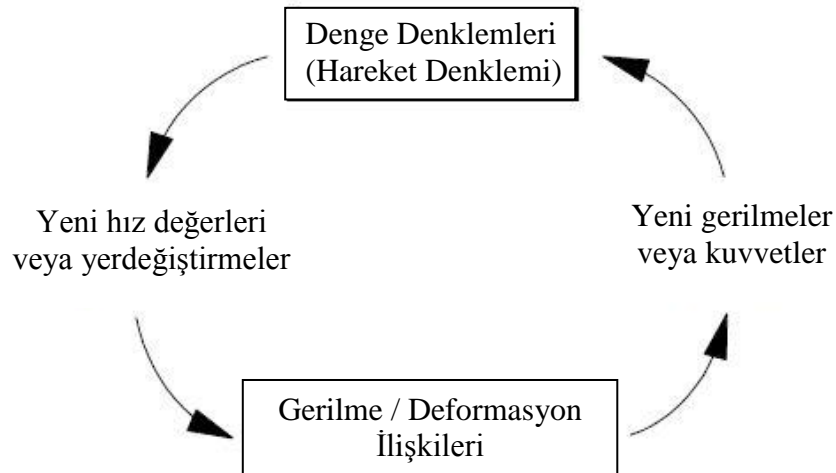 Denge Denklemleri
(Hareket Denklemi)
Yeni hız değerleri
veya yerdeğiştirmeler
Yeni gerilmeler
veya kuvvetler
Gerilme / Deformasyon
İlişkileri